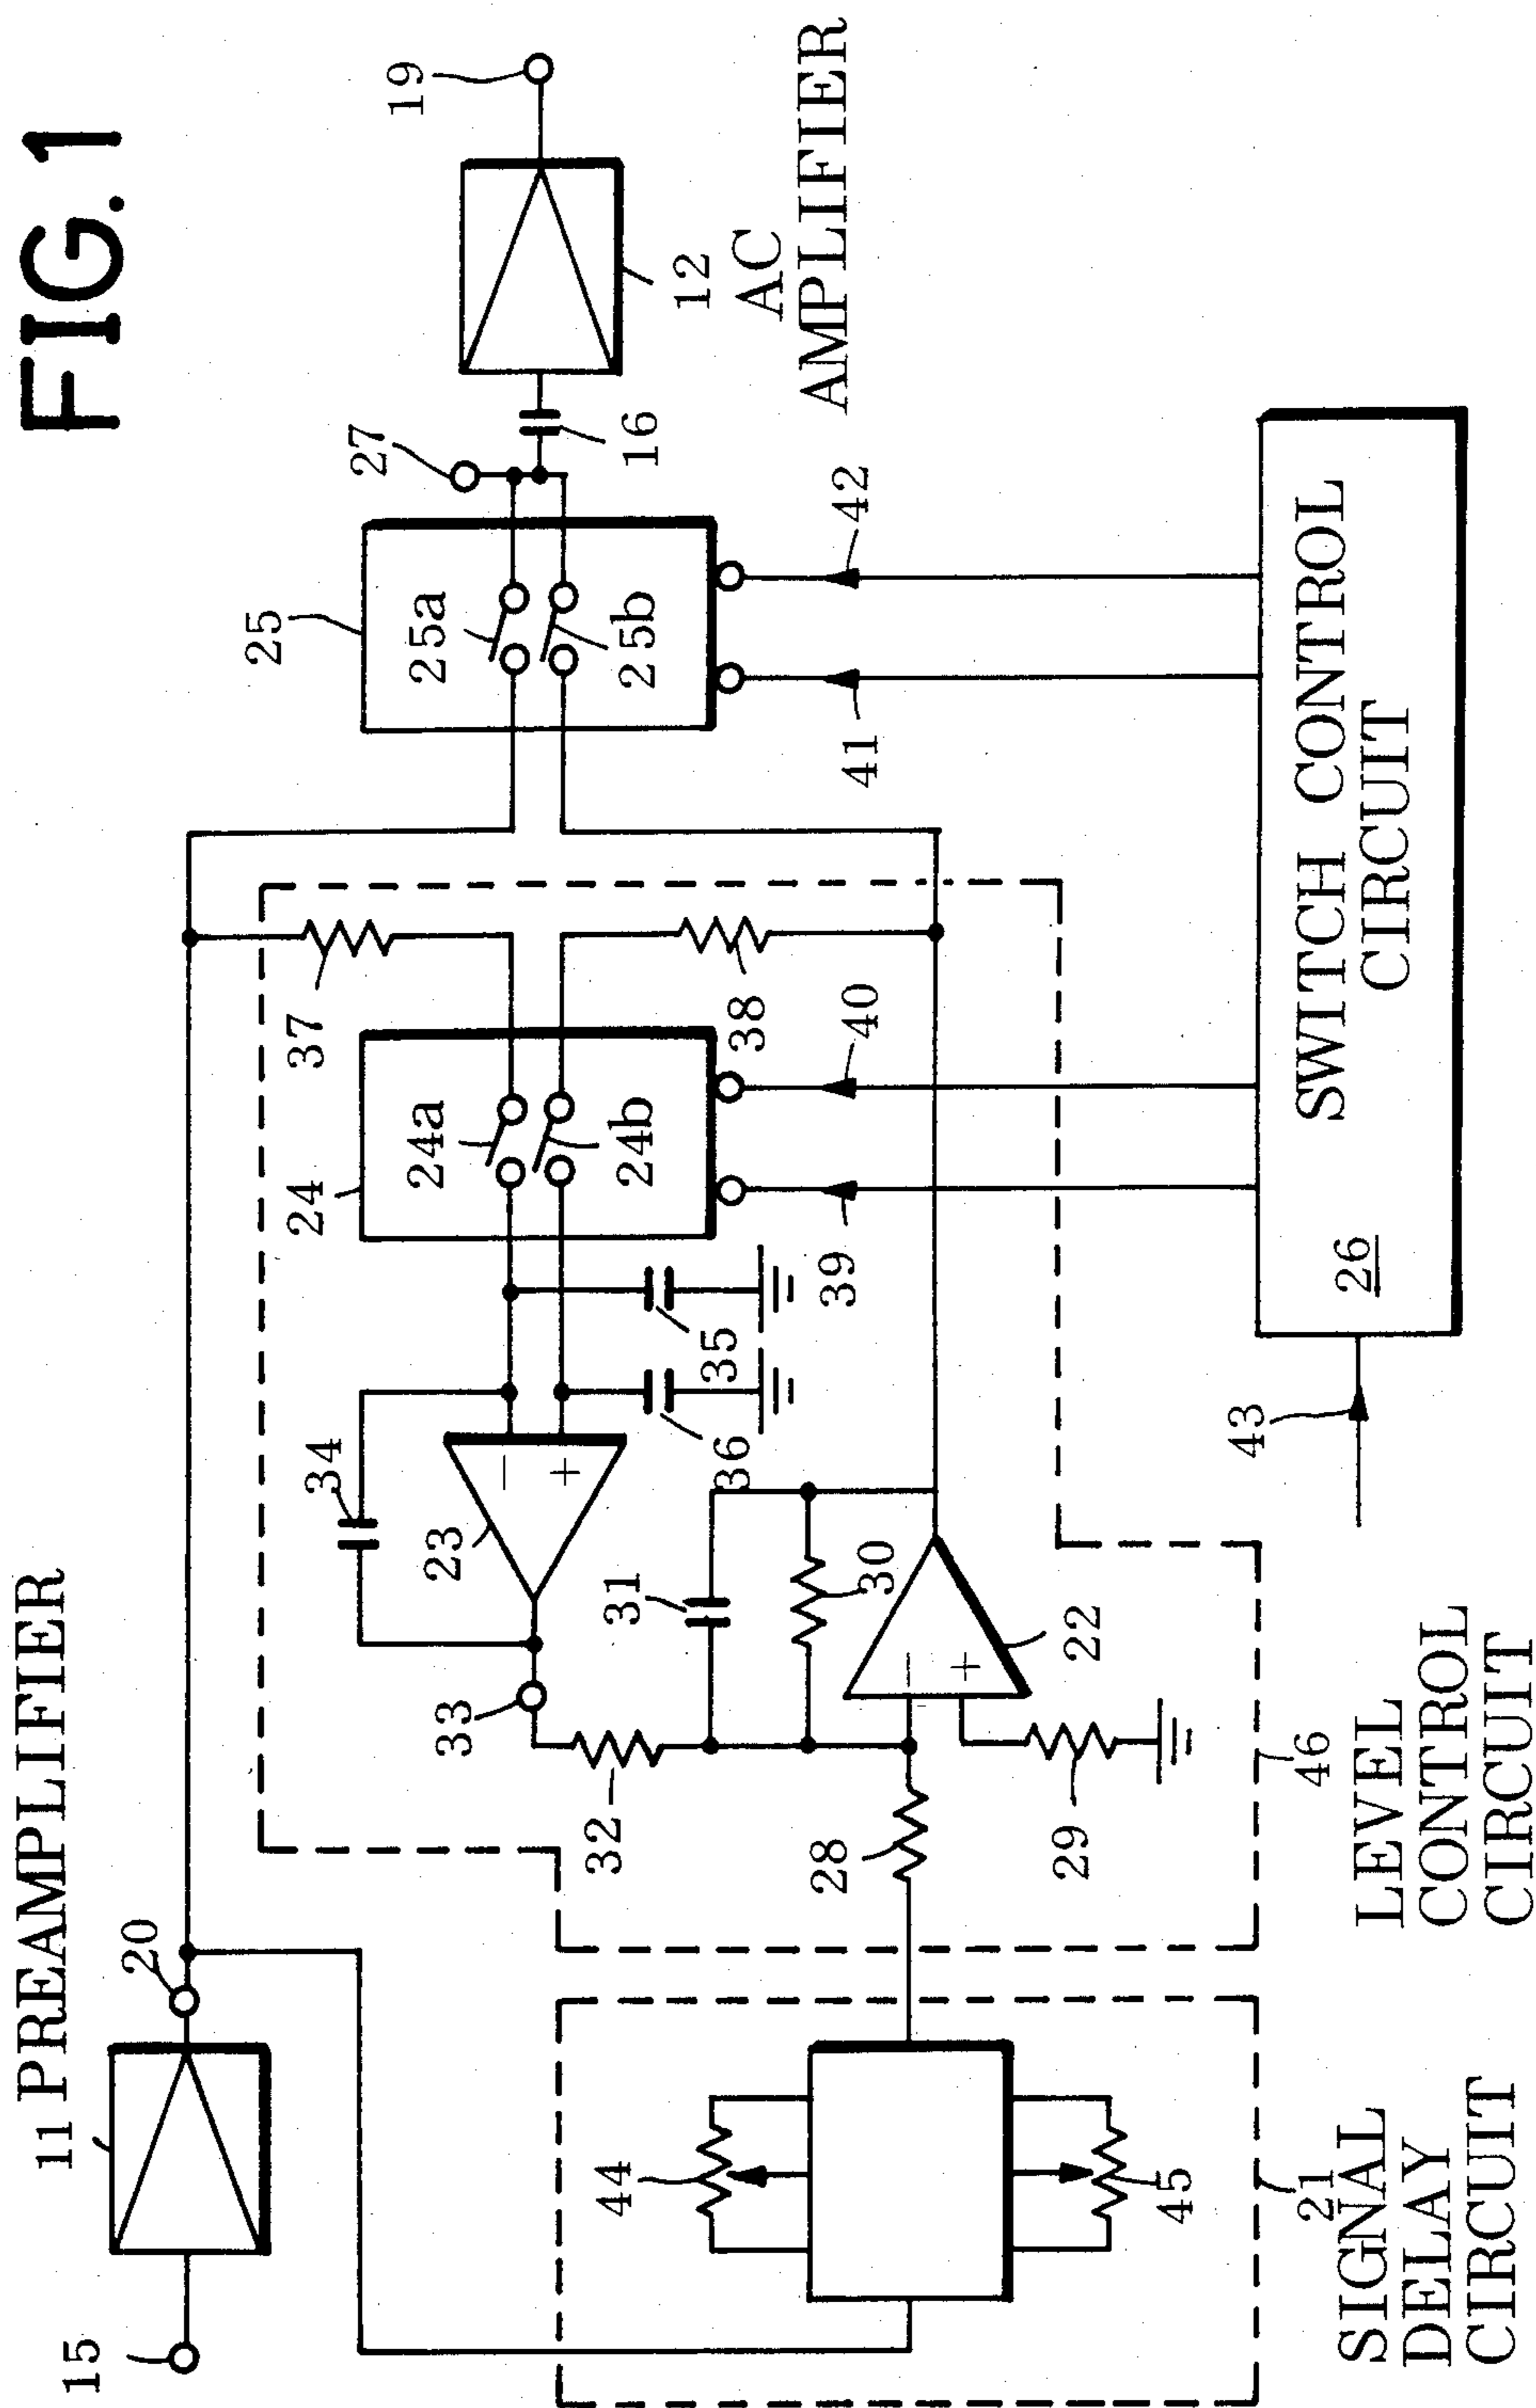 FIG. 1
11 PREAMPLIFIER
15
20
37
24
24a
24b
25
25a
25b
27
16
19
12
AC
AMPLIFIER
34
23
33
35
36
38
39
40
41
42
32
31
30
22
28
29
44
45
21
SIGNAL
DELAY
CIRCUIT
46
LEVEL
CONTROL
CIRCUIT
43
26
SWITCH CONTROL
CIRCUIT
−
+
−
+